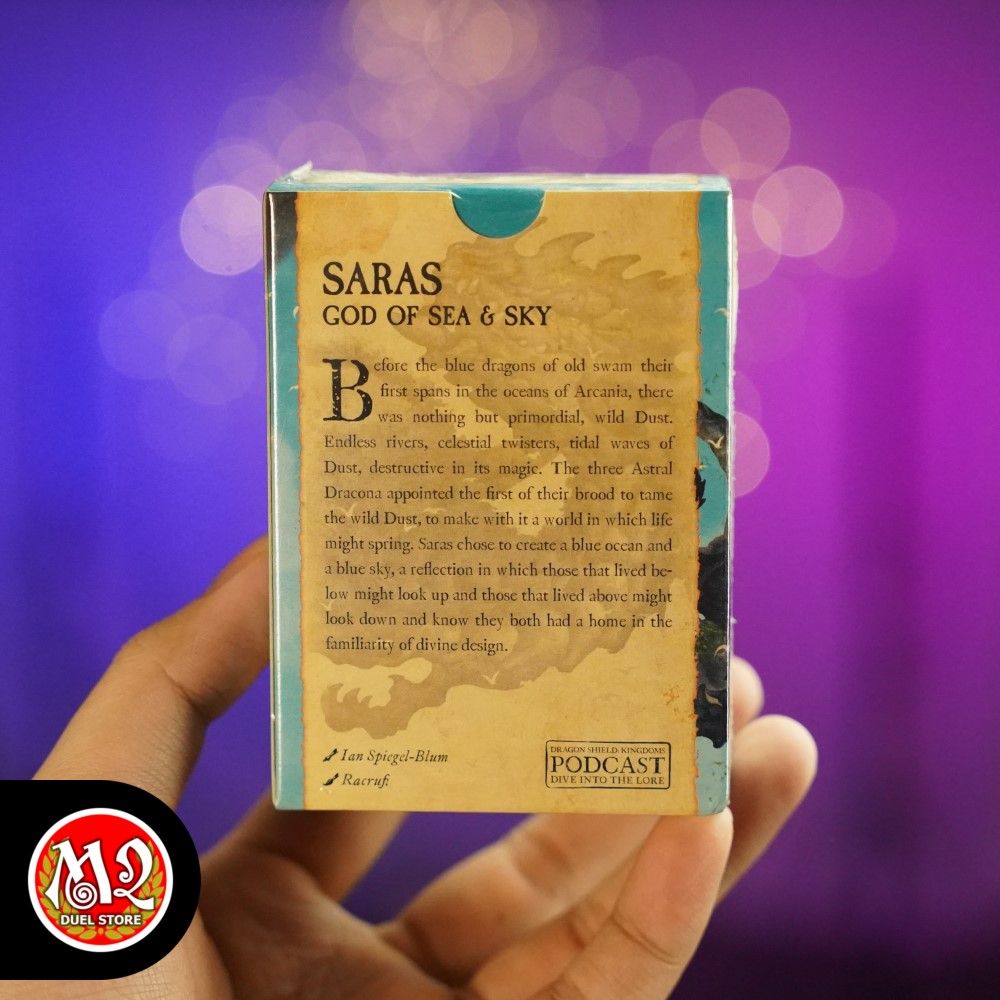 SARAS
GOD OF SEA & SKY
Before the blue dragons of old swam their
first spans in the oceans of Arcania, there
was nothing but primordial, wild Dust.
Endless rivers, celestial twisters, tidal waves of
Dust, destructive in its magic. The three Astral
Dracona appointed the first of their brood to tame
the wild Dust, to make with it a world in which life
might spring. Saras chose to create a blue ocean and
a blue sky, a reflection in which those that lived be-
low might look up and those that lived above might
look down and know they both had a home in the
familiarity of divine design.
Ian Spiegel-Blum
Racrufi
DRAGON SHIELD: KINGDOMS
PODCAST
DIVE INTO THE LORE
M2
DUEL STORE